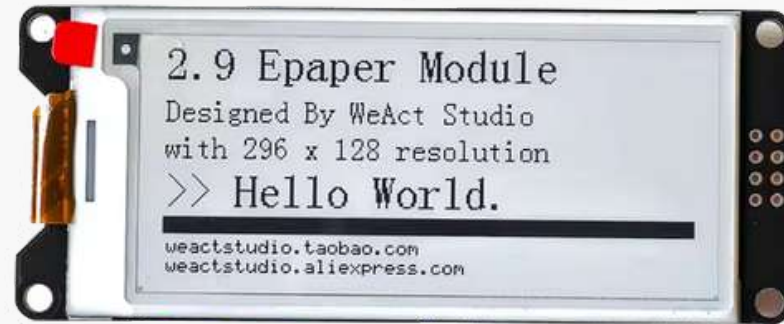 2.9 Epaper Module
Designed By WeAct Studio
with 296 x 128 resolution
>> Hello World.
weactstudio.taobao.com
weactstudio.aliexpress.com